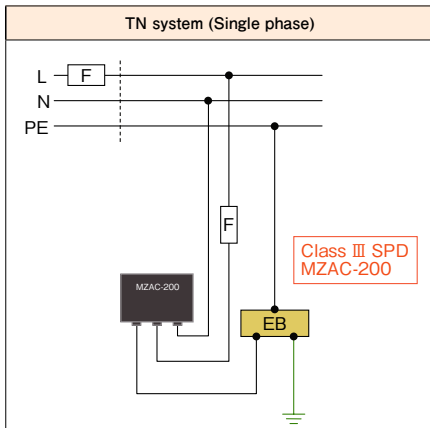 TN system (Single phase)
L
F
N
PE
F
Class Ⅲ SPD
MZAC-200
MZAC-200
EB